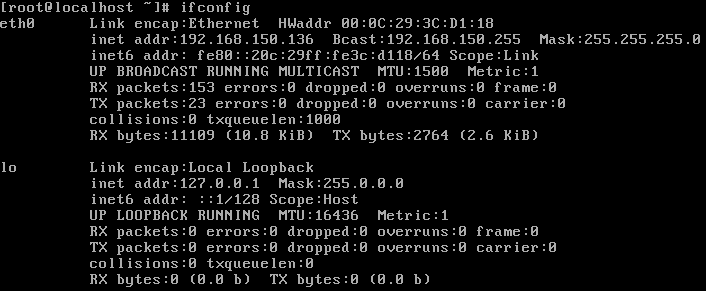 [root@localhost ~]# ifconfig
eth0      Link encap:Ethernet  HWaddr 00:0C:29:3C:D1:18
          inet addr:192.168.150.136  Bcast:192.168.150.255  Mask:255.255.255.0
          inet6 addr: fe80::20c:29ff:fe3c:d118/64 Scope:Link
          UP BROADCAST RUNNING MULTICAST  MTU:1500  Metric:1
          RX packets:153 errors:0 dropped:0 overruns:0 frame:0
          TX packets:23 errors:0 dropped:0 overruns:0 carrier:0
          collisions:0 txqueuelen:1000
          RX bytes:11109 (10.8 KiB)  TX bytes:2764 (2.6 KiB)
lo        Link encap:Local Loopback
          inet addr:127.0.0.1  Mask:255.0.0.0
          inet6 addr: ::1/128 Scope:Host
          UP LOOPBACK RUNNING  MTU:16436  Metric:1
          RX packets:0 errors:0 dropped:0 overruns:0 frame:0
          TX packets:0 errors:0 dropped:0 overruns:0 carrier:0
          collisions:0 txqueuelen:0
          RX bytes:0 (0.0 b)  TX bytes:0 (0.0 b)